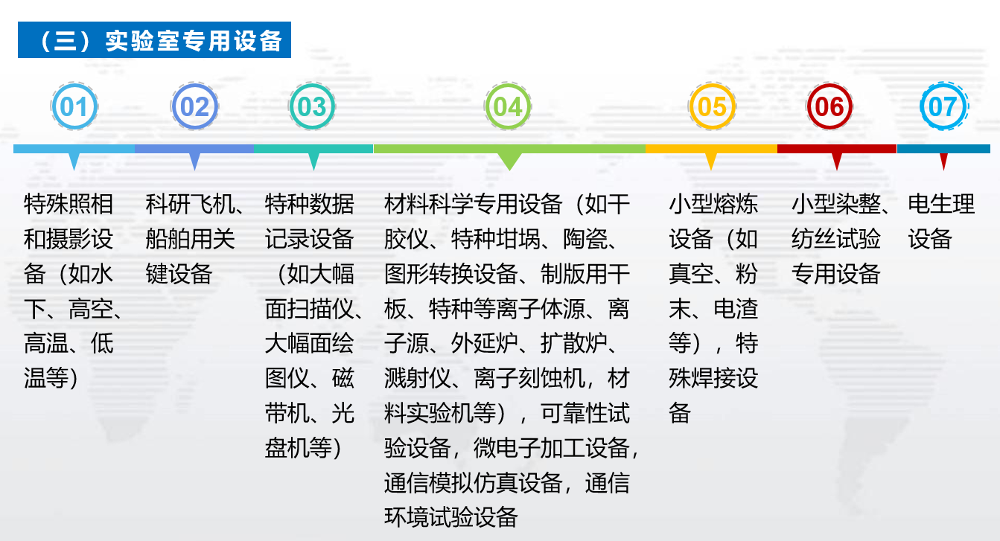 （三）实验室专用设备
01
02
03
04
05
06
07
特殊照相
和摄影设
备（如水
下、高空、
高温、低
温等）
科研飞机、
船舶用关
键设备
特种数据
记录设备
（如大幅
面扫描仪、
大幅面绘
图仪、磁
带机、光
盘机等）
材料科学专用设备（如干
胶仪、特种坩埚、陶瓷、
图形转换设备、制版用干
板、特种等离子体源、离
子源、外延炉、扩散炉、
溅射仪、离子刻蚀机，材
料实验机等），可靠性试
验设备，微电子加工设备，
通信模拟仿真设备，通信
环境试验设备
小型熔炼
设备（如
真空、粉
末、电渣
等），特
殊焊接设
备
小型染整、
纺丝试验
专用设备
电生理
设备